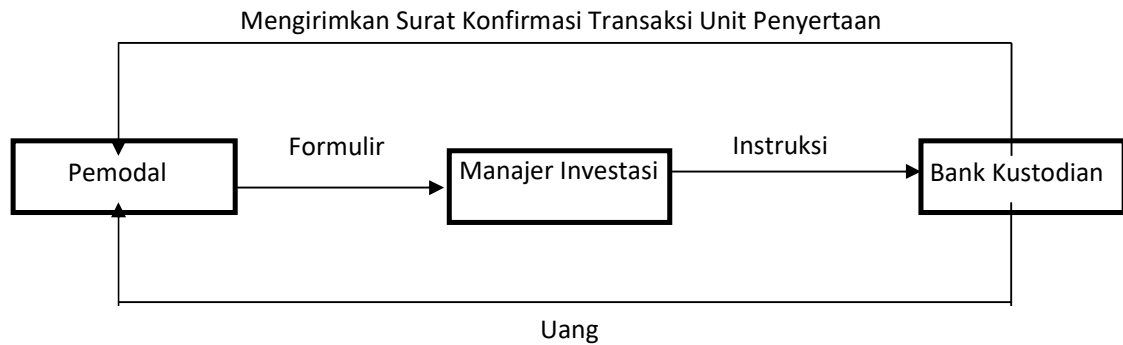 Mengirimkan Surat Konfirmasi Transaksi Unit Penyertaan
Formulir
Instruksi
Pemodal
Manajer Investasi
Bank Kustodian
Uang